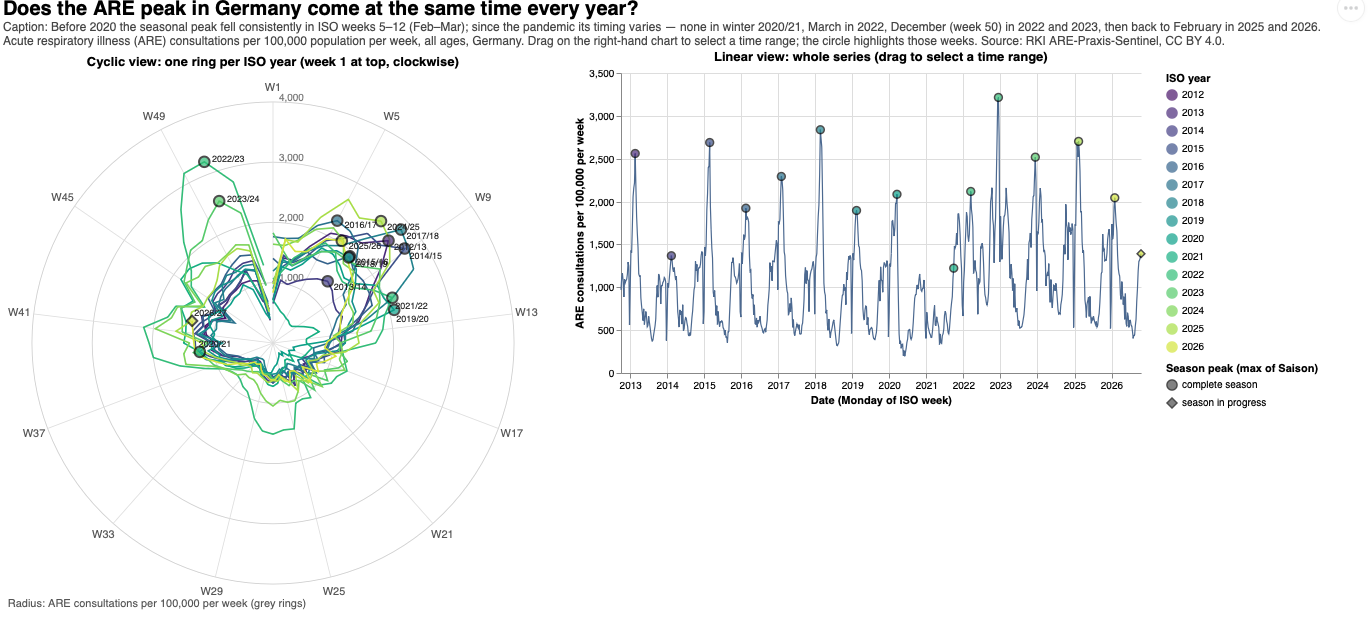 Does the ARE peak in Germany come at the same time every year?
Caption: Before 2020 the seasonal peak fell consistently in ISO weeks 5–12 (Feb–Mar); since the pandemic its timing varies — none in winter 2020/21, March in 2022, December (week 50) in 2022 and 2023, then back to February in 2025 and 2026.
Acute respiratory illness (ARE) consultations per 100,000 population per week, all ages, Germany. Drag on the right-hand chart to select a time range; the circle highlights those weeks. Source: RKI ARE-Praxis-Sentinel, CC BY 4.0.
Cyclic view: one ring per ISO year (week 1 at top, clockwise)
W1
4,000
W49
W5
3,000
2022/23
W45
W9
2023/24
2,000
2016/17
2024/25
2017/18
2025/26
2012/13
2014/15
1,000
2013/14
W41
W13
2021/22
2019/20
2020/21
W37
W17
W33
W21
W29
W25
Radius: ARE consultations per 100,000 per week (grey rings)
Linear view: whole series (drag to select a time range)
ARE consultations per 100,000 per week
3,500
3,000
2,500
2,000
1,500
1,000
500
0
2013 2014 2015 2016 2017 2018 2019 2020 2021 2022 2023 2024 2025 2026
Date (Monday of ISO week)
ISO year
2012
2013
2014
2015
2016
2017
2018
2019
2020
2021
2022
2023
2024
2025
2026
Season peak (max of Saison)
complete season
season in progress